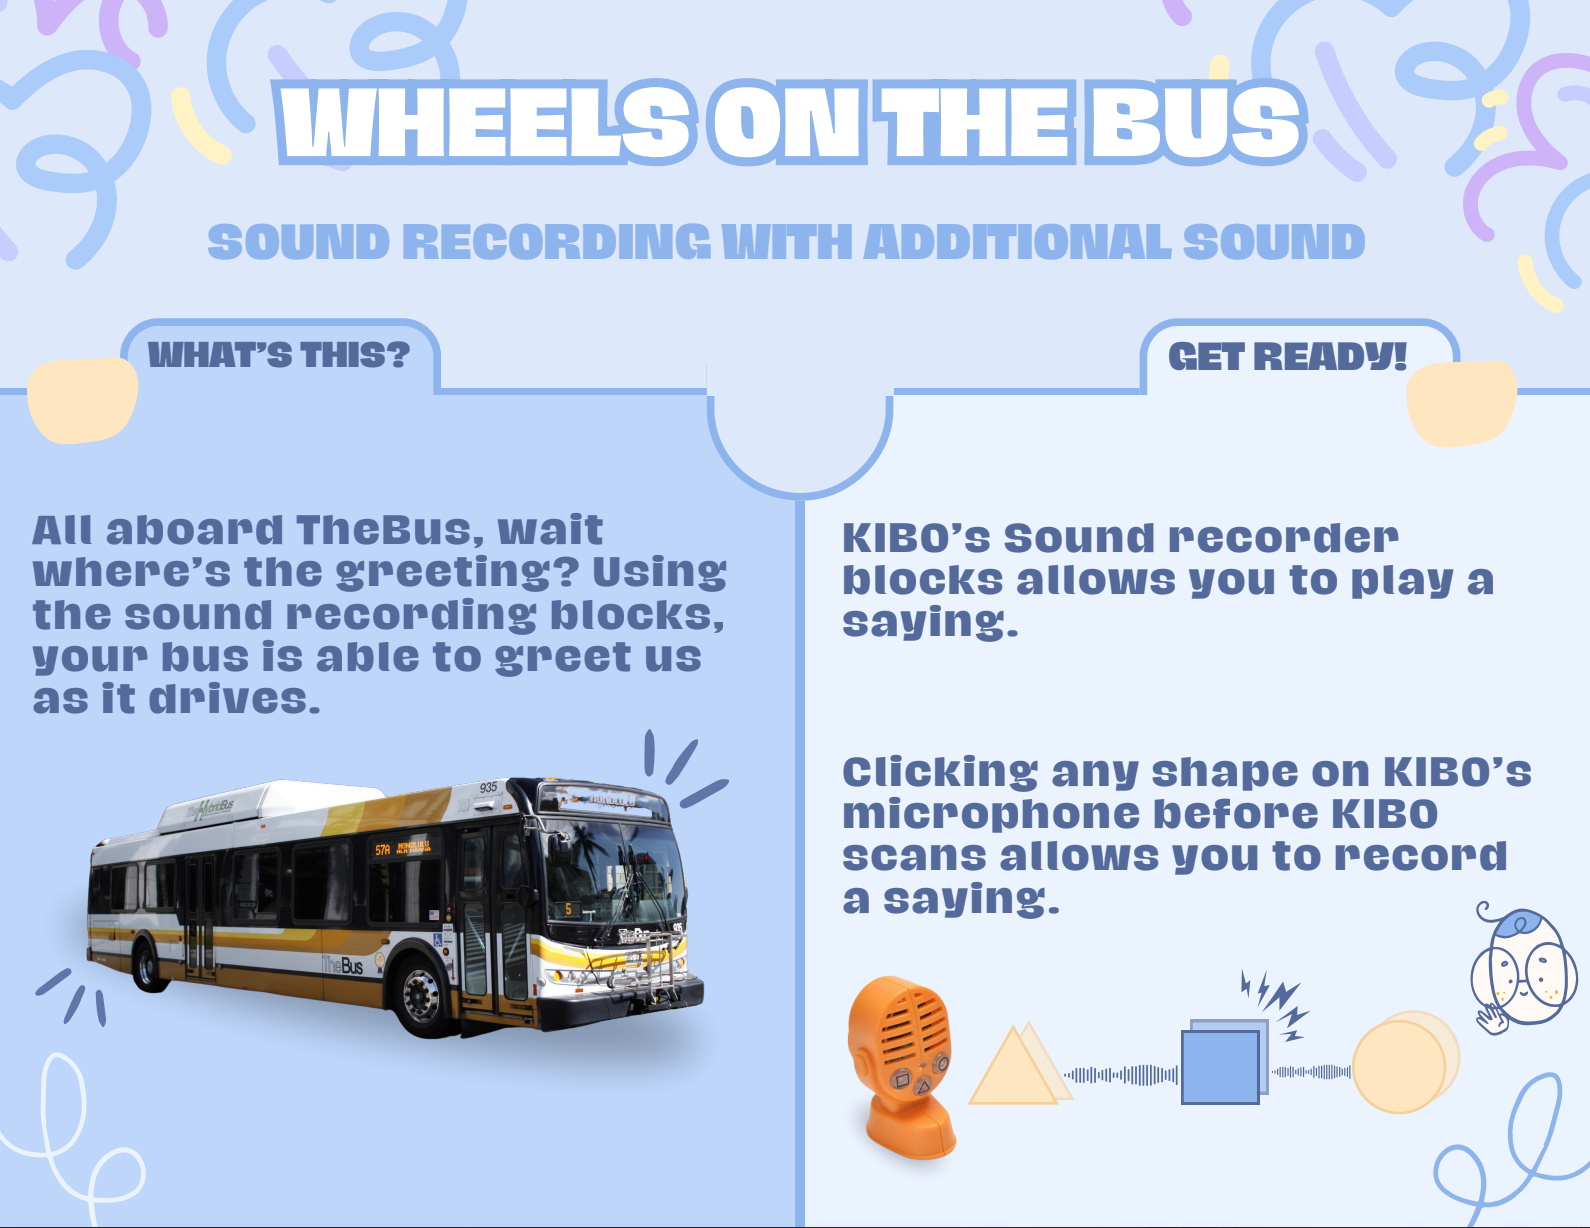 WHEELS ON THE BUS
SOUND RECORDING WITH ADDITIONAL SOUND
WHAT'S THIS?
GET READY!
All aboard TheBus, wait
where's the greeting? Using
the sound recording blocks,
your bus is able to greet us
as it drives.
KIBO's Sound recorder
blocks allows you to play a
saying.
Clicking any shape on KIBO's
microphone before KIBO
scans allows you to record
a saying.
935
57A HONOLULU
5
TheBus
935
TheBus